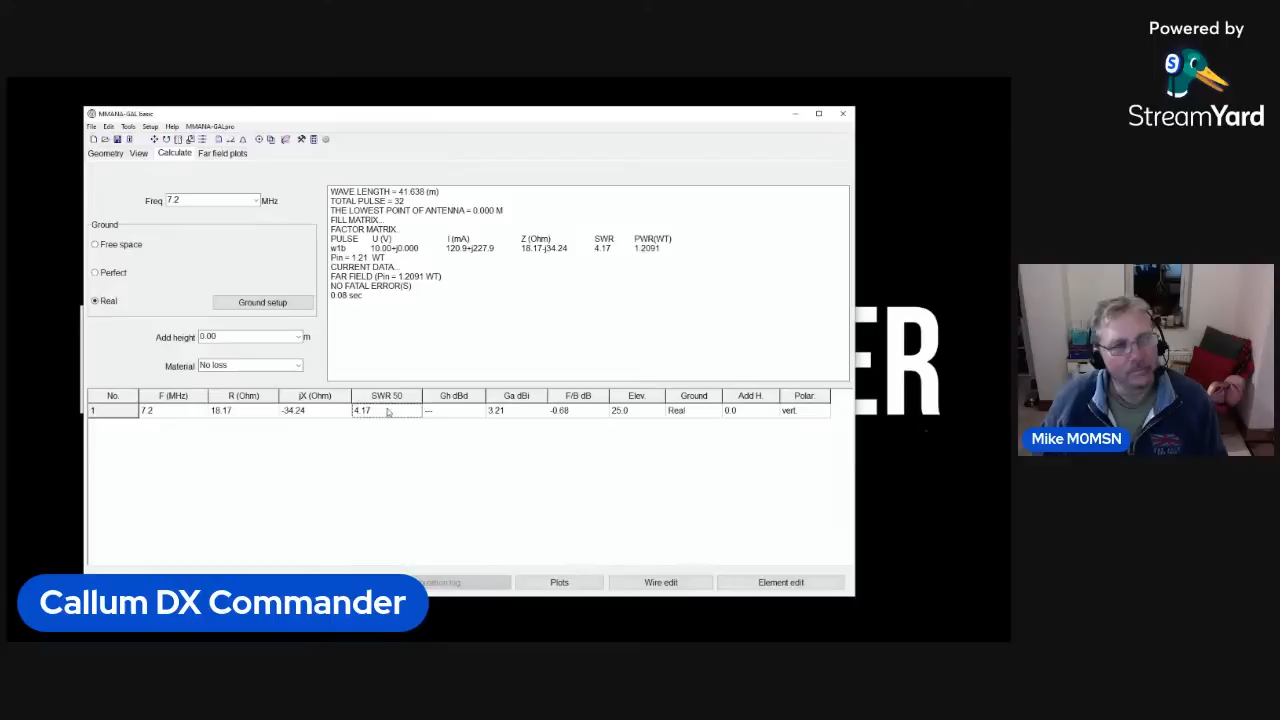 Powered by
S
StreamYard
MMANA-GAL basic
File Edit Tools Setup Help MMANA-GALpro
Geometry View Calculate Far field plots
Freq 7.2 MHz
Ground
Free space
Perfect
Real
Ground setup
Add height 0.00 m
Material No loss
WAVE LENGTH = 41.638 (m)
TOTAL PULSE = 32
THE LOWEST POINT OF ANTENNA = 0.000 M
FILL MATRIX...
FACTOR MATRIX..
PULSE U (V) I (mA) Z (Ohm) SWR PWR(WT)
w1b 10.00+j0.000 120.9+j227.9 18.17-j34.24 4.17 1.2091
Pin = 1.21 WT
CURRENT DATA...
FAR FIELD (Pin = 1.2091 WT)
NO FATAL ERROR(S)
0.08 sec
No. F (MHz) R (Ohm) jX (Ohm) SWR 50 Gh dBd Ga dBi F/B dB Elev. Ground Add H. Polar.
1 7.2 18.17 -34.24 4.17 --- 3.21 -0.68 25.0 Real 0.0 vert.
Plots Wire edit Element edit
ER
Mike M0MSN
Callum DX Commander